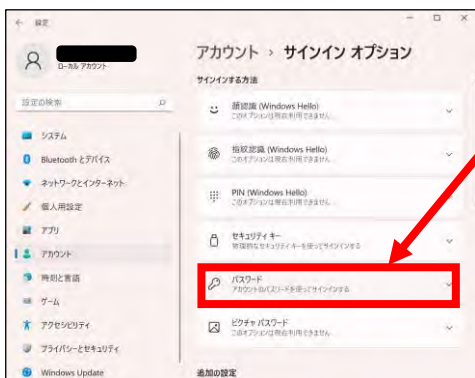 設定
ローカル アカウント
設定の検索
システム
Bluetooth とデバイス
ネットワークとインターネット
個人用設定
アプリ
アカウント
時刻と言語
ゲーム
アクセシビリティ
プライバシーとセキュリティ
Windows Update
アカウント › サインイン オプション
サインインする方法
顔認識 (Windows Hello)
このオプションは現在利用できません
指紋認識 (Windows Hello)
このオプションは現在利用できません
PIN (Windows Hello)
このオプションは現在利用できません
セキュリティ キー
物理的なセキュリティ キーを使ってサインインする
パスワード
アカウントのパスワードを使ってサインインする
ピクチャ パスワード
このオプションは現在利用できません
追加の設定